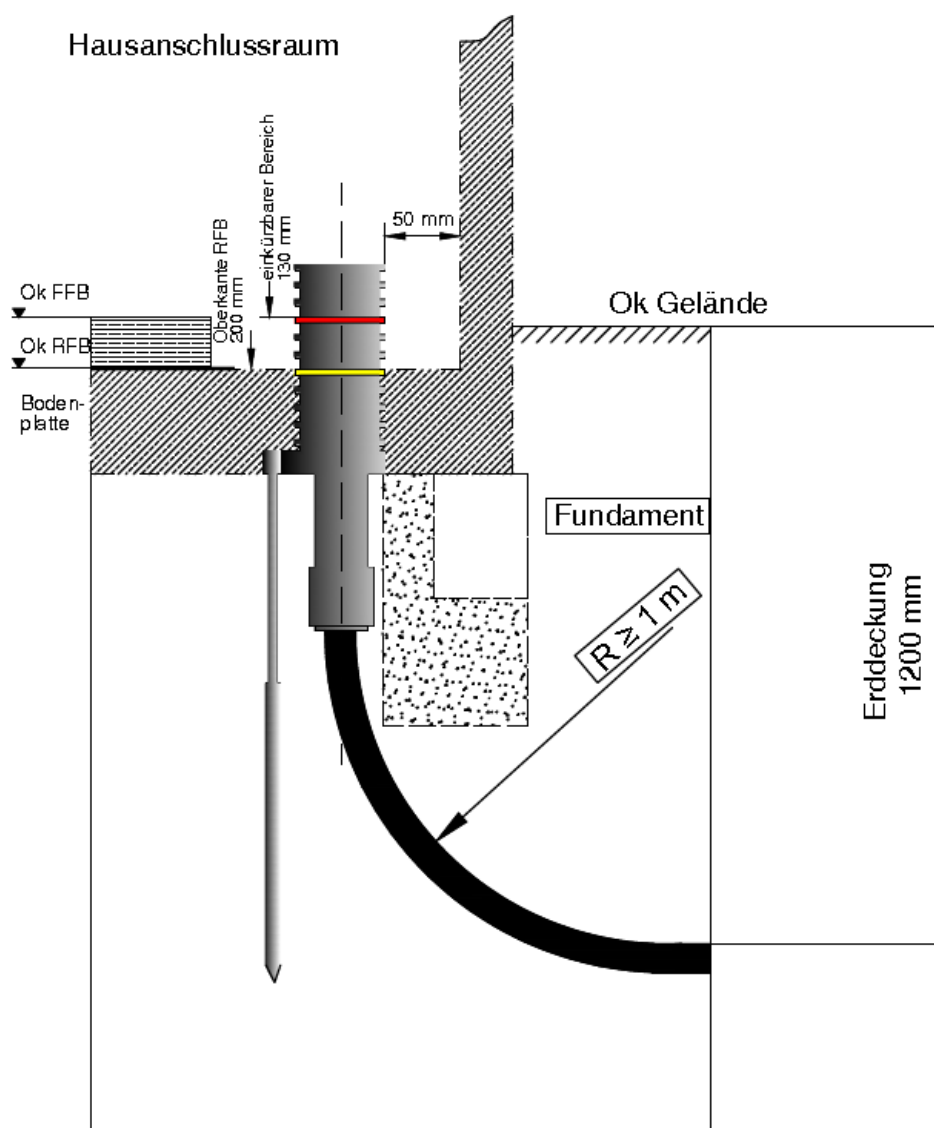 Hausanschlussraum
einkürzbarer Bereich
130 mm
50 mm
Oberkante RFB
200 mm
Ok FFB
Ok Gelände
Ok RFB
Boden-
platte
Fundament
R ≥ 1 m
Erddeckung
1200 mm